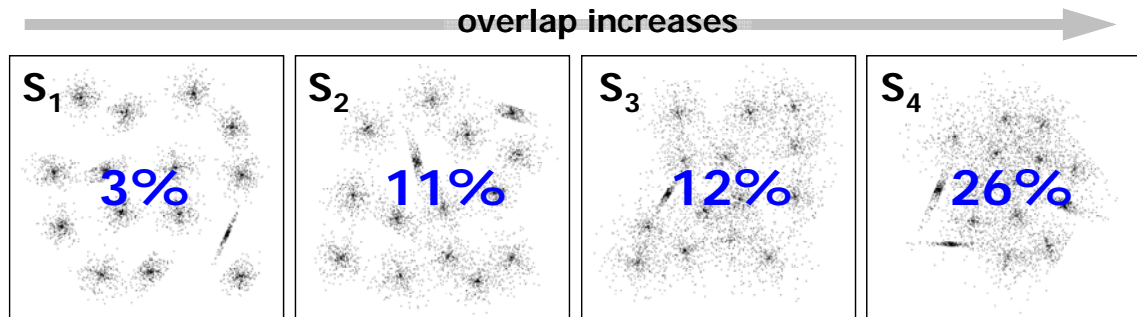 overlap increases
S₁
S₂
S₃
S₄
3%
11%
12%
26%